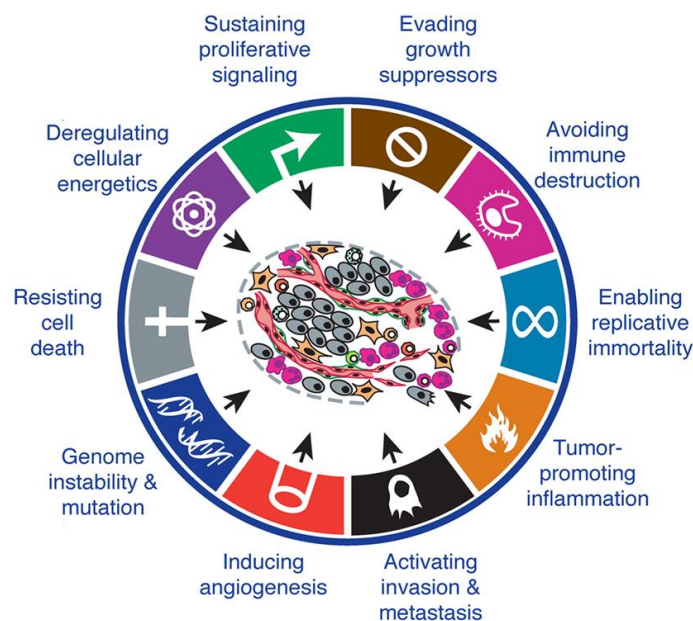 Sustaining
proliferative
signaling
Evading
growth
suppressors
Avoiding
immune
destruction
Enabling
replicative
immortality
Tumor-
promoting
inflammation
Activating
invasion &
metastasis
Inducing
angiogenesis
Genome
instability &
mutation
Resisting
cell
death
Deregulating
cellular
energetics